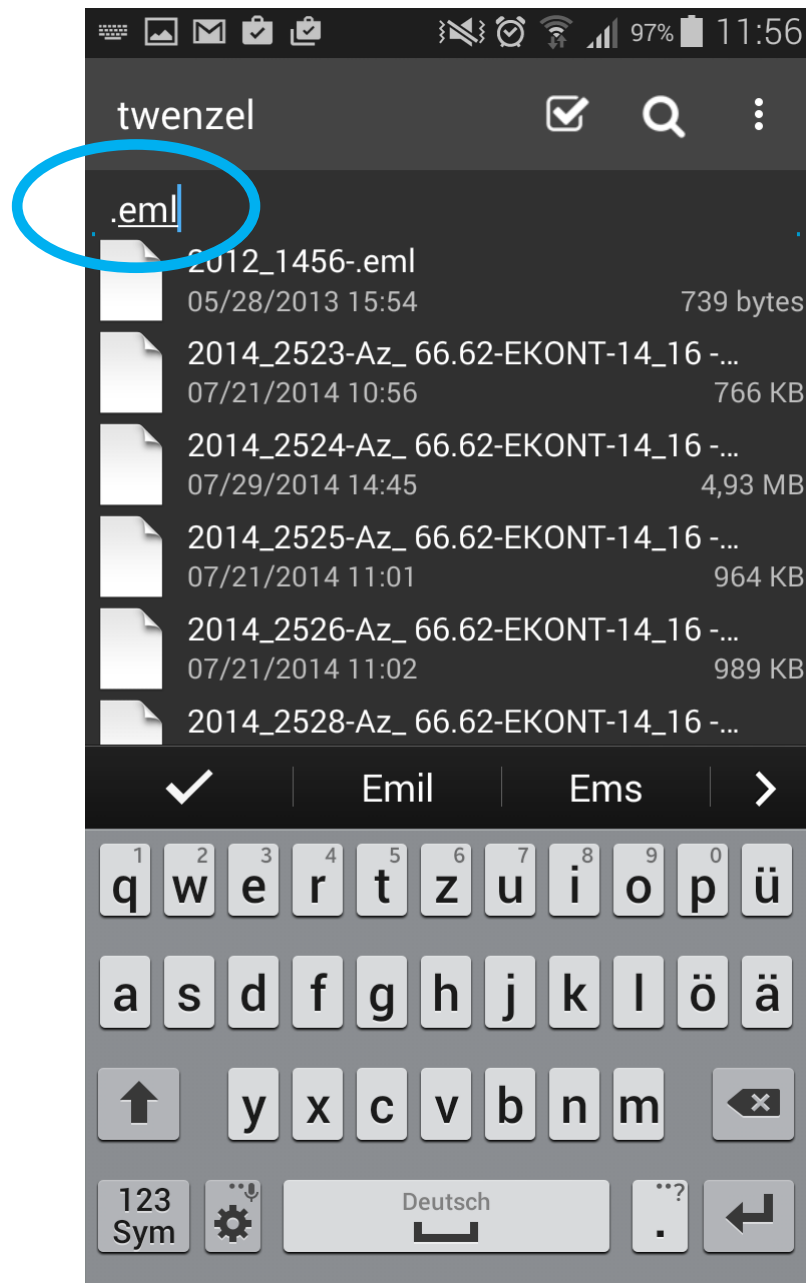 97% 11:56
twenzel
.eml
2012_1456-.eml
05/28/2013 15:54 739 bytes
2014_2523-Az_ 66.62-EKONT-14_16 -...
07/21/2014 10:56 766 KB
2014_2524-Az_ 66.62-EKONT-14_16 -...
07/29/2014 14:45 4,93 MB
2014_2525-Az_ 66.62-EKONT-14_16 -...
07/21/2014 11:01 964 KB
2014_2526-Az_ 66.62-EKONT-14_16 -...
07/21/2014 11:02 989 KB
2014_2528-Az_ 66.62-EKONT-14_16 -...
Emil Ems
1 2 3 4 5 6 7 8 9 0
q w e r t z u i o p ü
a s d f g h j k l ö ä
y x c v b n m
123 Deutsch ..?
Sym .